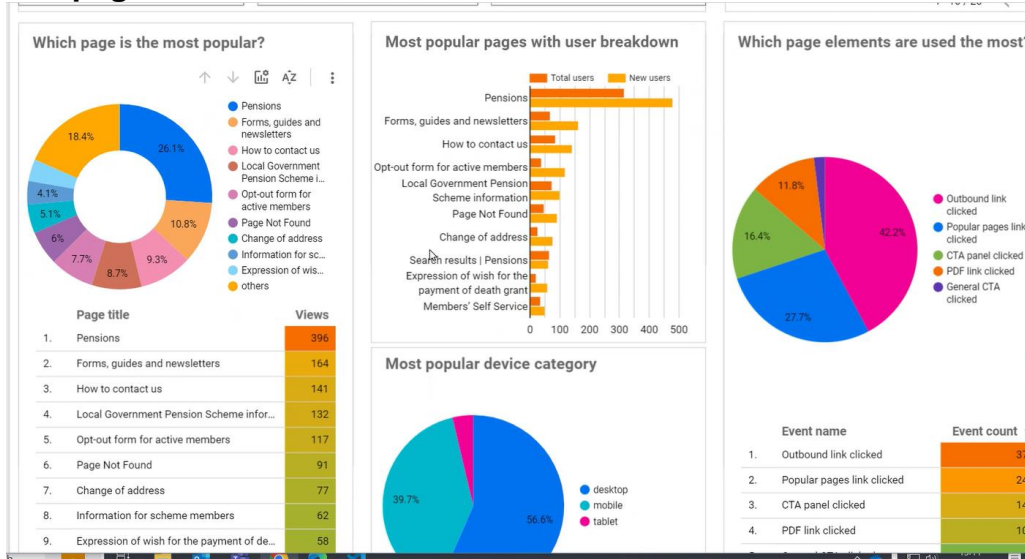 Which page is the most popular?
Pensions
Forms, guides and
newsletters
How to contact us
Local Government
Pension Scheme i...
Opt-out form for
active members
Page Not Found
Change of address
Information for sc...
Expression of wis...
others
26.1%
10.8%
9.3%
8.7%
7.7%
6%
5.1%
4.1%
18.4%
Page title Views
1. Pensions 396
2. Forms, guides and newsletters 164
3. How to contact us 141
4. Local Government Pension Scheme infor... 132
5. Opt-out form for active members 117
6. Page Not Found 91
7. Change of address 77
8. Information for scheme members 62
9. Expression of wish for the payment of de... 58
Most popular pages with user breakdown
Total users New users
Pensions
Forms, guides and newsletters
How to contact us
Opt-out form for active members
Local Government Pension
Scheme information
Page Not Found
Change of address
Search results | Pensions
Expression of wish for the
payment of death grant
Members' Self Service
0 100 200 300 400 500
Most popular device category
39.7%
56.6%
desktop
mobile
tablet
Which page elements are used the most?
11.8%
16.4%
42.2%
27.7%
Outbound link
clicked
Popular pages link
clicked
CTA panel clicked
PDF link clicked
General CTA
clicked
Event name Event count
1. Outbound link clicked
2. Popular pages link clicked
3. CTA panel clicked
4. PDF link clicked